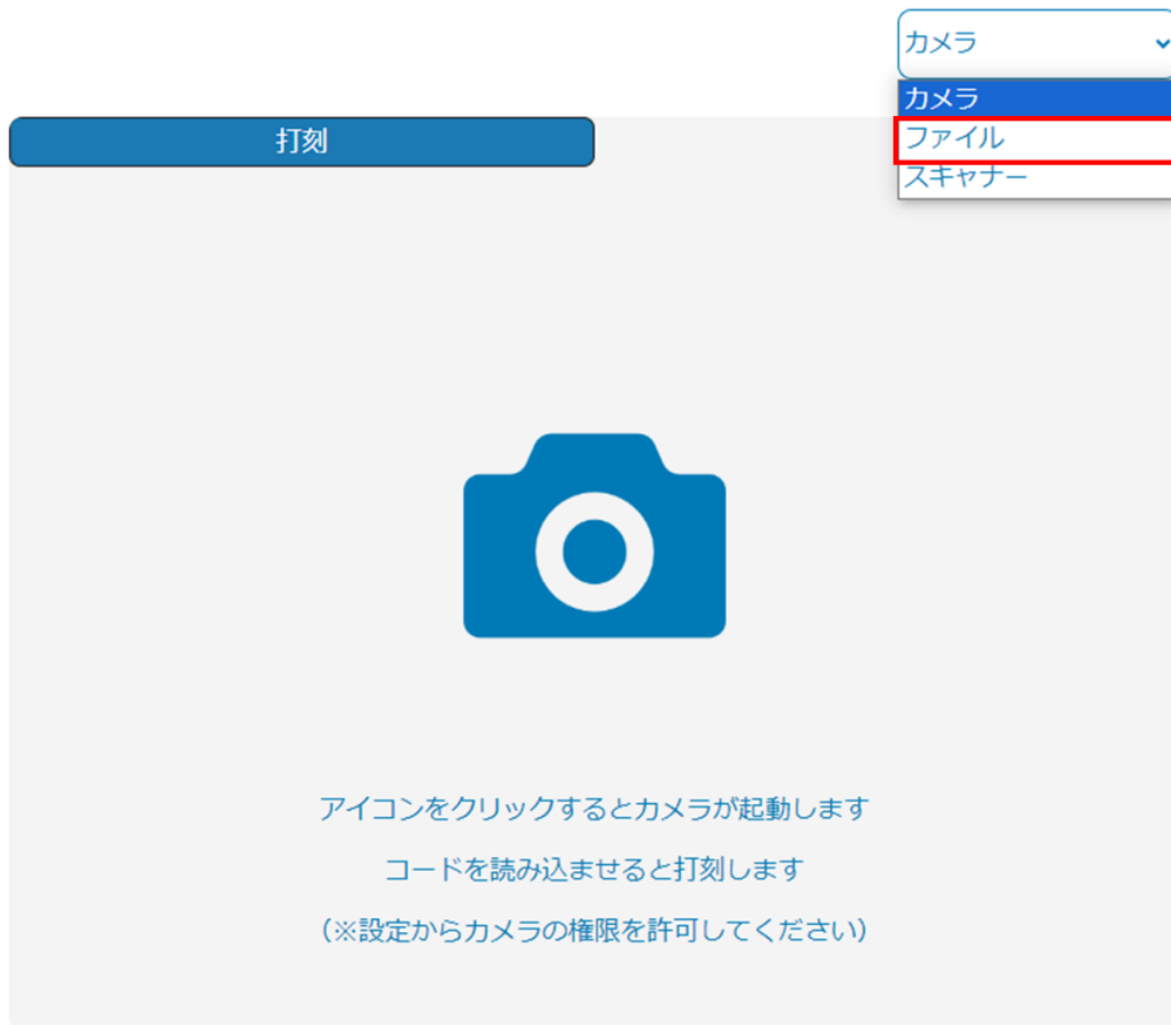 カメラ
カメラ
ファイル
スキャナー
打刻
アイコンをクリックするとカメラが起動します
コードを読み込ませると打刻します
(※設定からカメラの権限を許可してください)